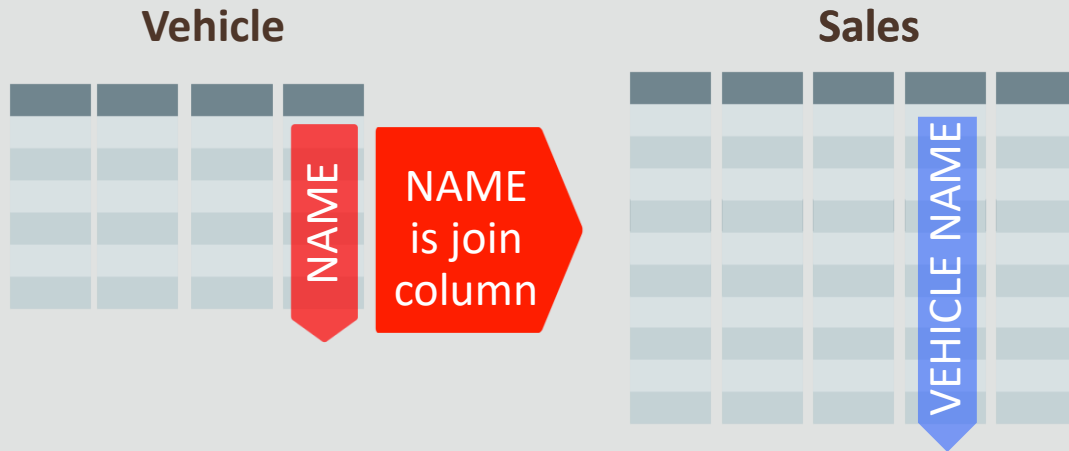 Vehicle
Sales
NAME
NAME
is join
column
VEHICLE NAME